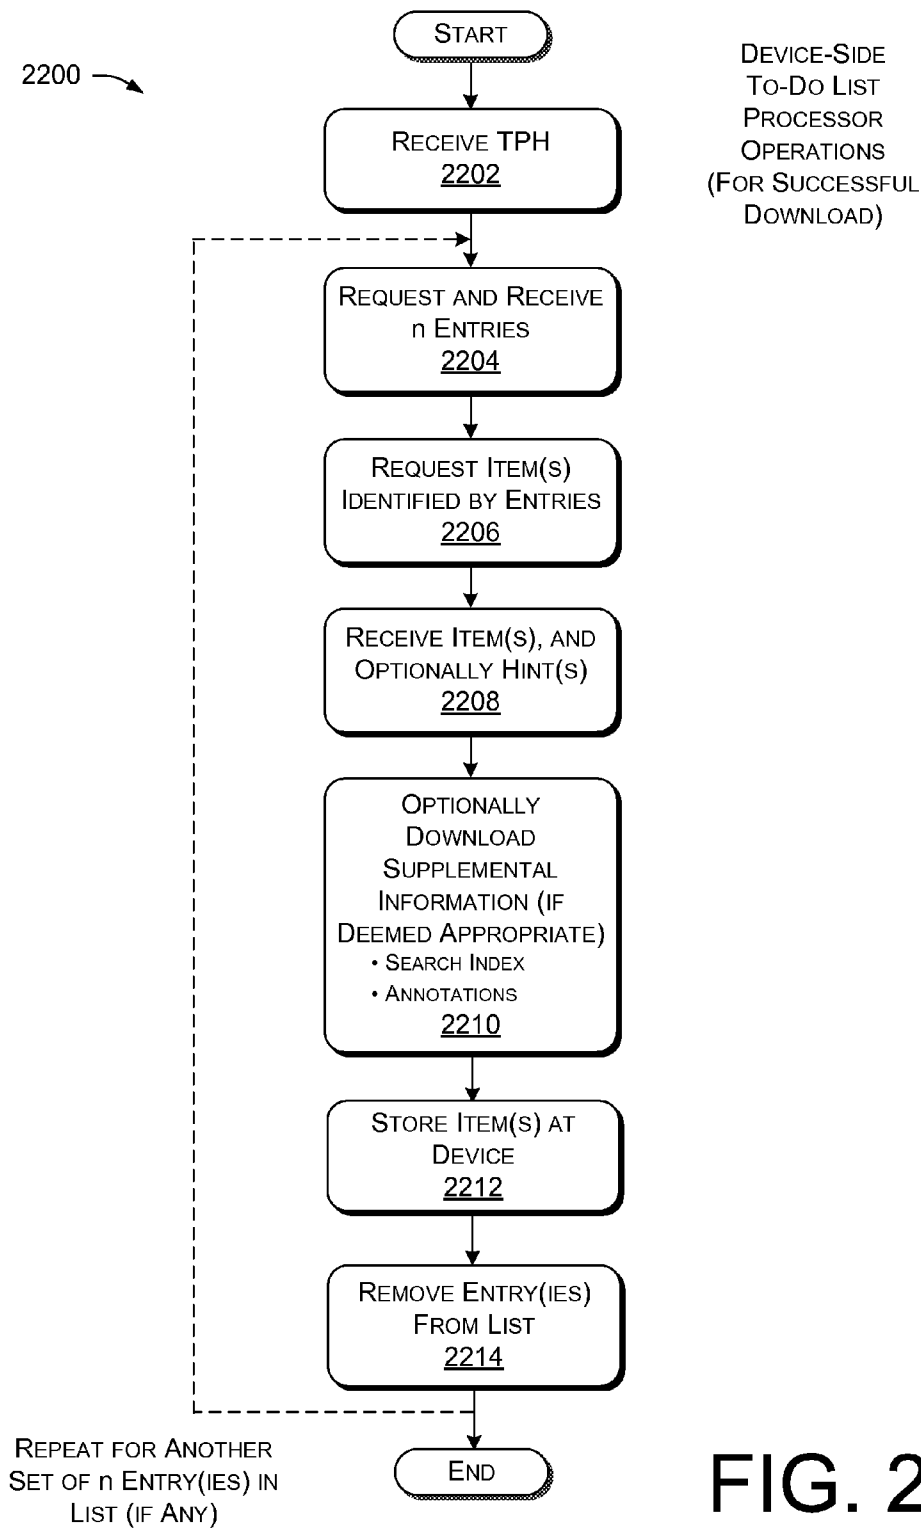 START
2200
DEVICE-SIDE
TO-DO LIST
PROCESSOR
OPERATIONS
(FOR SUCCESSFUL
DOWNLOAD)
RECEIVE TPH
2202
REQUEST AND RECEIVE
n ENTRIES
2204
REQUEST ITEM(S)
IDENTIFIED BY ENTRIES
2206
RECEIVE ITEM(S), AND
OPTIONALLY HINT(S)
2208
OPTIONALLY
DOWNLOAD
SUPPLEMENTAL
INFORMATION (IF
DEEMED APPROPRIATE)
• SEARCH INDEX
• ANNOTATIONS
2210
STORE ITEM(S) AT
DEVICE
2212
REMOVE ENTRY(IES)
FROM LIST
2214
REPEAT FOR ANOTHER
SET OF n ENTRY(IES) IN
LIST (IF ANY)
END
FIG. 2